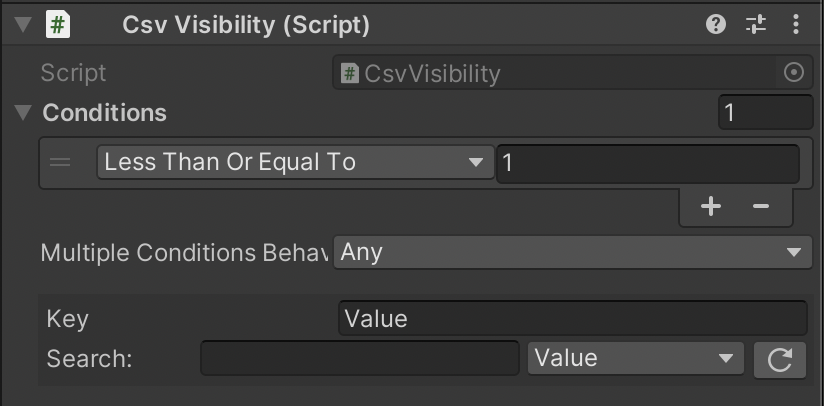 # Csv Visibility (Script)
Script # CsvVisibility
Conditions 1
Less Than Or Equal To 1
+ −
Multiple Conditions Behav Any
Key Value
Search: Value